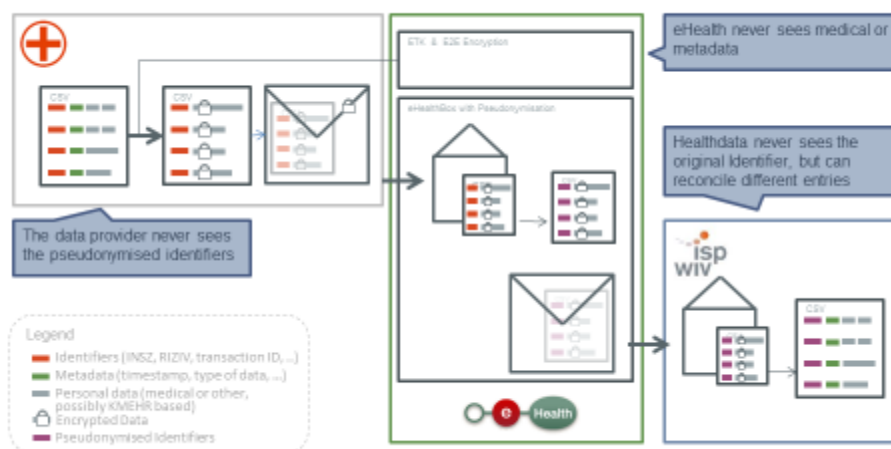 eHealth never sees medical or
metadata
ETK & E2E Encryption
CSV
CSV
eHealthBox with Pseudonymisation
Healthdata never sees the
original Identifier, but can
reconcile different entries
The data provider never sees
the pseudonymised identifiers
isp
wiv
CSV
Legend
Identifiers (INSZ, RIZIV, transaction ID, ...)
Metadata (timestamp, type of data, ...)
Personal data (medical or other,
possibly KMEHR based)
Encrypted Data
Pseudonymised Identifiers
e Health